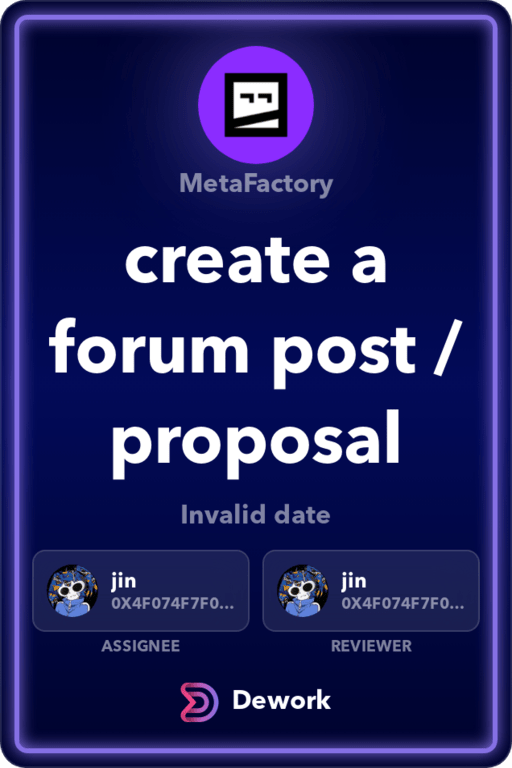 MetaFactory
create a
forum post /
proposal
Invalid date
jin
0X4F074F7F0...
ASSIGNEE
jin
0X4F074F7F0...
REVIEWER
Dework